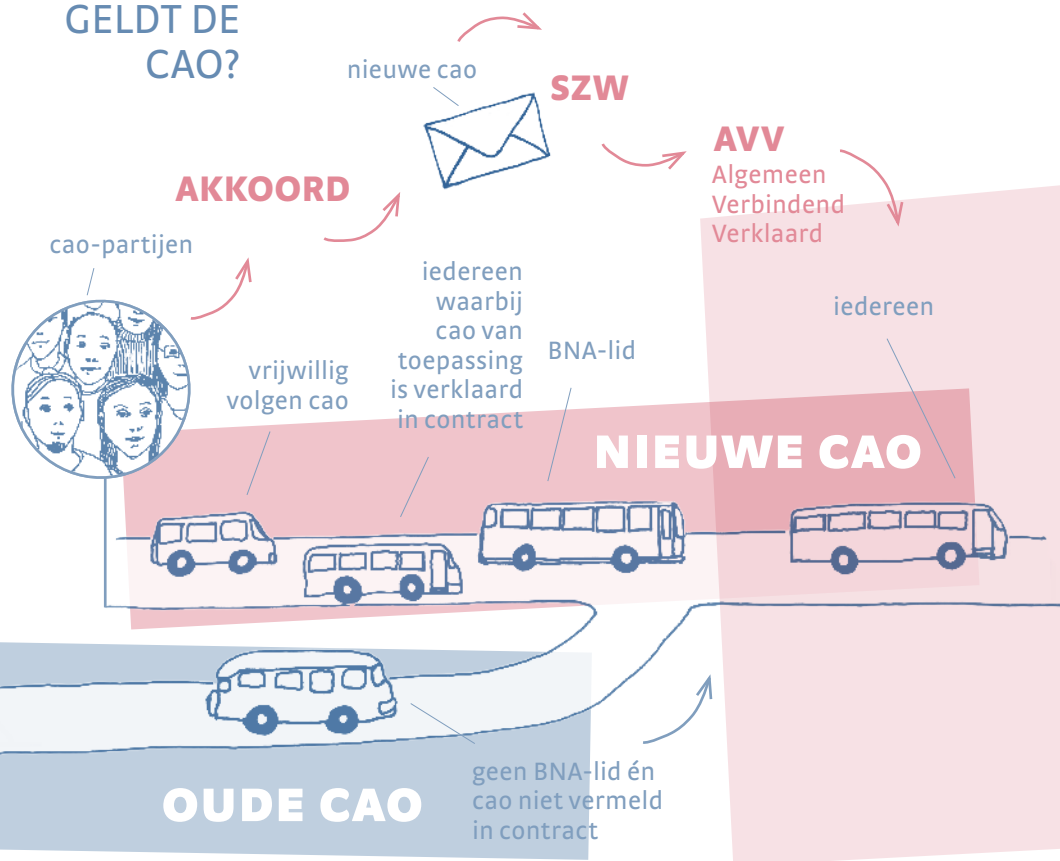 GELDT DE
CAO?
nieuwe cao
SZW
AVV
Algemeen
Verbindend
Verklaard
AKKOORD
cao-partijen
iedereen
waarbij
cao van
toepassing
is verklaard
in contract
iedereen
BNA-lid
vrijwillig
volgen cao
NIEUWE CAO
OUDE CAO
geen BNA-lid én
cao niet vermeld
in contract